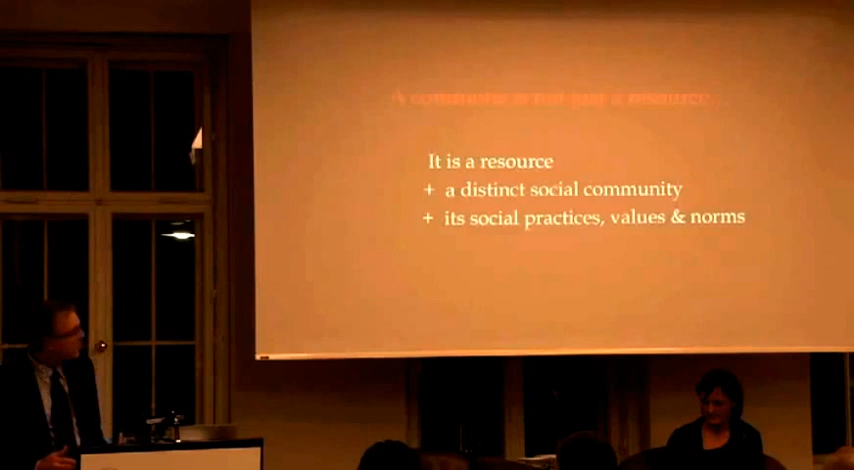 A commons is not just a resource...
It is a resource
+ a distinct social community
+ its social practices, values & norms